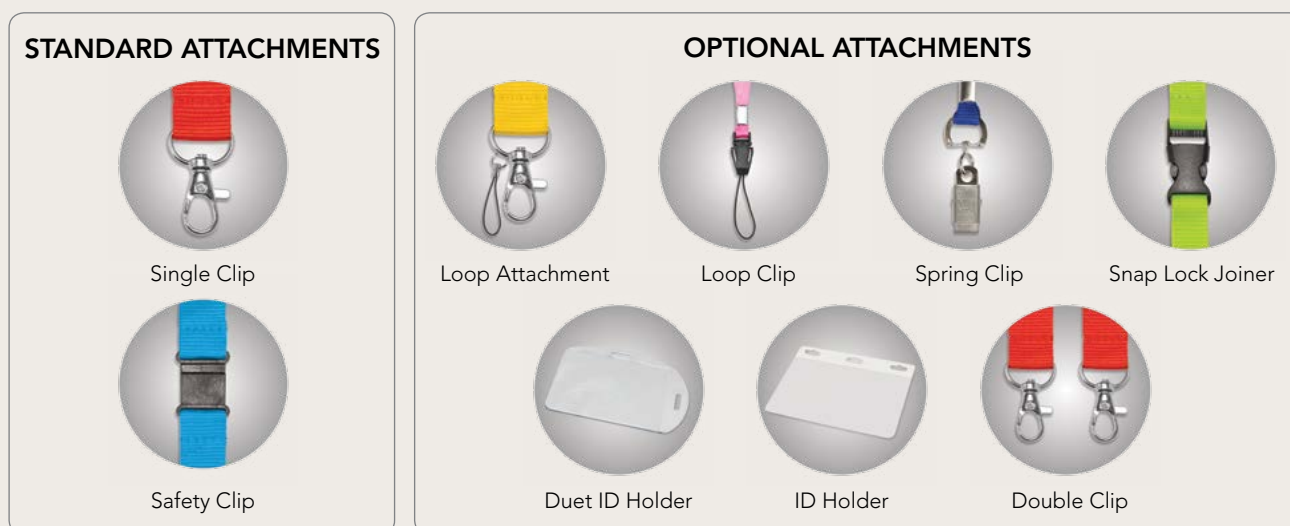 STANDARD ATTACHMENTS
Single Clip
Safety Clip
OPTIONAL ATTACHMENTS
Loop Attachment
Loop Clip
Spring Clip
Snap Lock Joiner
Duet ID Holder
ID Holder
Double Clip